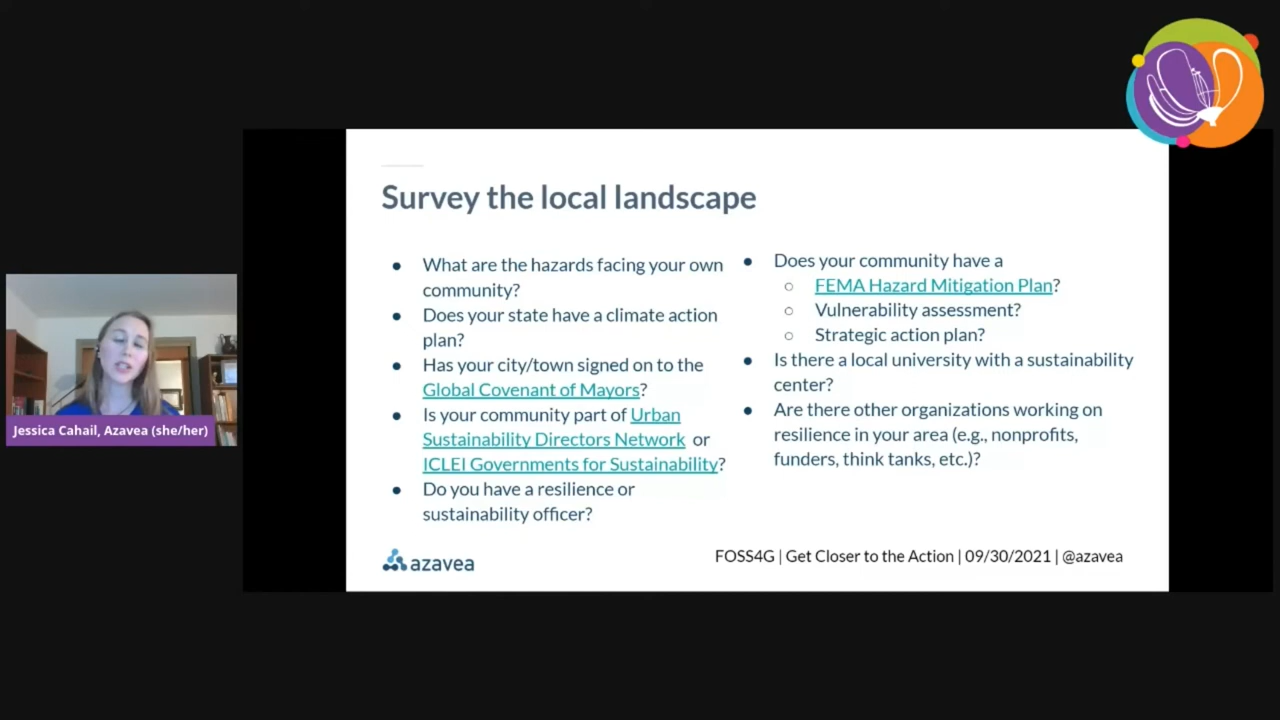 Survey the local landscape
● What are the hazards facing your own
community?
● Does your state have a climate action
plan?
● Has your city/town signed on to the
Global Covenant of Mayors?
● Is your community part of Urban
Sustainability Directors Network or
ICLEI Governments for Sustainability?
● Do you have a resilience or
sustainability officer?
● Does your community have a
○ FEMA Hazard Mitigation Plan?
○ Vulnerability assessment?
○ Strategic action plan?
● Is there a local university with a sustainability
center?
● Are there other organizations working on
resilience in your area (e.g., nonprofits,
funders, think tanks, etc.)?
azavea
FOSS4G | Get Closer to the Action | 09/30/2021 | @azavea
Jessica Cahail, Azavea (she/her)